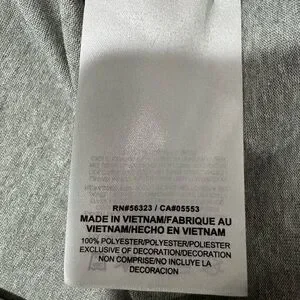 RN#56323 / CA#05553
MADE IN VIETNAM/FABRIQUE AU
VIETNAM/HECHO EN VIETNAM
100% POLYESTER/POLYESTER/POLIESTER
EXCLUSIVE OF DECORATION/DECORATION
NON COMPRISE/NO INCLUYE LA
DECORACION